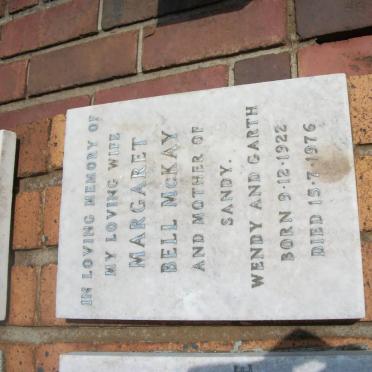 IN LOVING MEMORY OF
MY LOVING WIFE
MARGARET
BELL McKAY
AND MOTHER OF
SANDY.
WENDY AND GARTH
BORN 9·12·1922
DIED 15·7·1976